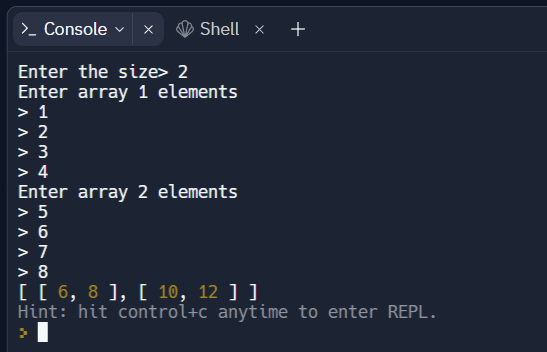 >_ Console × Shell × +
Enter the size> 2
Enter array 1 elements
> 1
> 2
> 3
> 4
Enter array 2 elements
> 5
> 6
> 7
> 8
[ [ 6, 8 ], [ 10, 12 ] ]
Hint: hit control+c anytime to enter REPL.
>